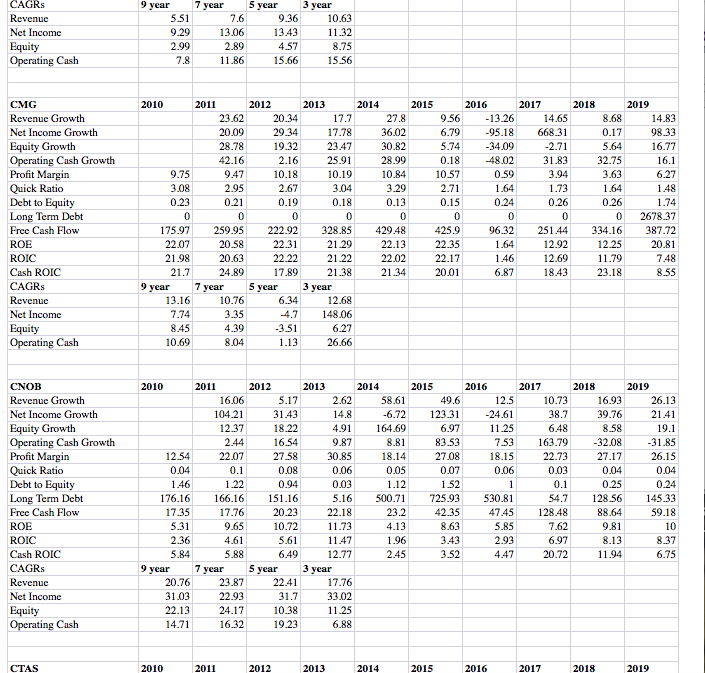 CAGRs 9 year 7 year 5 year 3 year
Revenue 5.51 7.6 9.36 10.63
Net Income 9.29 13.06 13.43 11.32
Equity 2.99 2.89 4.57 8.75
Operating Cash 7.8 11.86 15.66 15.56
CMG 2010 2011 2012 2013 2014 2015 2016 2017 2018 2019
Revenue Growth 23.62 20.34 17.7 27.8 9.56 -13.26 14.65 8.68 14.83
Net Income Growth 20.09 29.34 17.78 36.02 6.79 -95.18 668.31 0.17 98.33
Equity Growth 28.78 19.32 23.47 30.82 5.74 -34.09 -2.71 5.64 16.77
Operating Cash Growth 42.16 2.16 25.91 28.99 0.18 -48.02 31.83 32.75 16.1
Profit Margin 9.75 9.47 10.18 10.19 10.84 10.57 0.59 3.94 3.63 6.27
Quick Ratio 3.08 2.95 2.67 3.04 3.29 2.71 1.64 1.73 1.64 1.48
Debt to Equity 0.23 0.21 0.19 0.18 0.13 0.15 0.24 0.26 0.26 1.74
Long Term Debt 0 0 0 0 0 0 0 0 0 2678.37
Free Cash Flow 175.97 259.95 222.92 328.85 429.48 425.9 96.32 251.44 334.16 387.72
ROE 22.07 20.58 22.31 21.29 22.13 22.35 1.64 12.92 12.25 20.81
ROIC 21.98 20.63 22.22 21.22 22.02 22.17 1.46 12.69 11.79 7.48
Cash ROIC 21.7 24.89 17.89 21.38 21.34 20.01 6.87 18.43 23.18 8.55
CAGRs 9 year 7 year 5 year 3 year
Revenue 13.16 10.76 6.34 12.68
Net Income 7.74 3.35 -4.7 148.06
Equity 8.45 4.39 -3.51 6.27
Operating Cash 10.69 8.04 1.13 26.66
CNOB 2010 2011 2012 2013 2014 2015 2016 2017 2018 2019
Revenue Growth 16.06 5.17 2.62 58.61 49.6 12.5 10.73 16.93 26.13
Net Income Growth 104.21 31.43 14.8 -6.72 123.31 -24.61 38.7 39.76 21.41
Equity Growth 12.37 18.22 4.91 164.69 6.97 11.25 6.48 8.58 19.1
Operating Cash Growth 2.44 16.54 9.87 8.81 83.53 7.53 163.79 -32.08 -31.85
Profit Margin 12.54 22.07 27.58 30.85 18.14 27.08 18.15 22.73 27.17 26.15
Quick Ratio 0.04 0.1 0.08 0.06 0.05 0.07 0.06 0.03 0.04 0.04
Debt to Equity 1.46 1.22 0.94 0.03 1.12 1.52 1 0.1 0.25 0.24
Long Term Debt 176.16 166.16 151.16 5.16 500.71 725.93 530.81 54.7 128.56 145.33
Free Cash Flow 17.35 17.76 20.23 22.18 23.2 42.35 47.45 128.48 88.64 59.18
ROE 5.31 9.65 10.72 11.73 4.13 8.63 5.85 7.62 9.81 10
ROIC 2.36 4.61 5.61 11.47 1.96 3.43 2.93 6.97 8.13 8.37
Cash ROIC 5.84 5.88 6.49 12.77 2.45 3.52 4.47 20.72 11.94 6.75
CAGRs 9 year 7 year 5 year 3 year
Revenue 20.76 23.87 22.41 17.76
Net Income 31.03 22.93 31.7 33.02
Equity 22.13 24.17 10.38 11.25
Operating Cash 14.71 16.32 19.23 6.88
CTAS 2010 2011 2012 2013 2014 2015 2016 2017 2018 2019